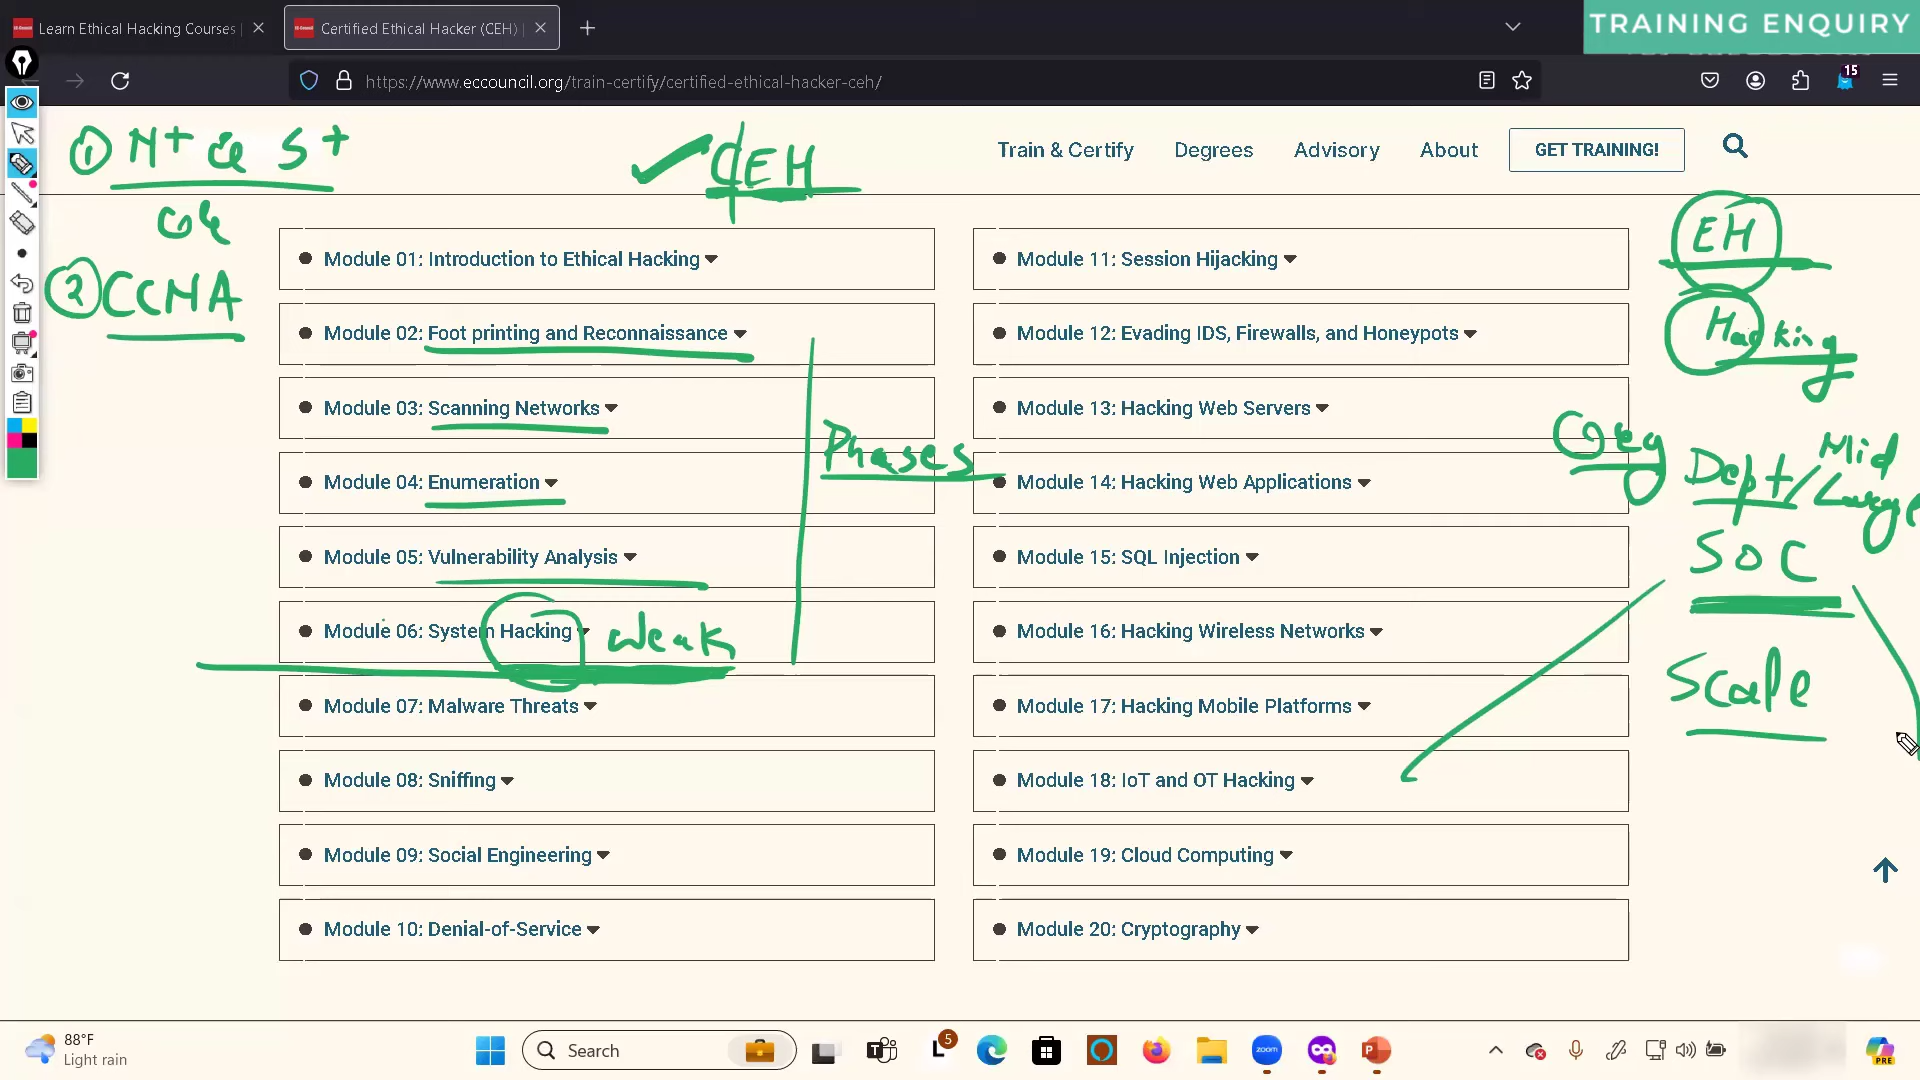 Learn Ethical Hacking Courses |
Certified Ethical Hacker (CEH) |
TRAINING ENQUIRY
https://www.eccouncil.org/train-certify/certified-ethical-hacker-ceh/
15
① N+ & S+
CEH
Train & Certify
Degrees
Advisory
About
GET TRAINING!
② CCNA
EH
Hacking
Module 01: Introduction to Ethical Hacking
Module 02: Foot printing and Reconnaissance
Module 03: Scanning Networks
Module 04: Enumeration
Module 05: Vulnerability Analysis
Module 06: System Hacking
weak
Module 07: Malware Threats
Module 08: Sniffing
Module 09: Social Engineering
Module 10: Denial-of-Service
Phases
Module 11: Session Hijacking
Module 12: Evading IDS, Firewalls, and Honeypots
Module 13: Hacking Web Servers
Module 14: Hacking Web Applications
Module 15: SQL Injection
Module 16: Hacking Wireless Networks
Module 17: Hacking Mobile Platforms
Module 18: IoT and OT Hacking
Module 19: Cloud Computing
Module 20: Cryptography
Dept/
Mid
Large
SOC
Scale
88°F
Light rain
Search
5
zoom
PRE